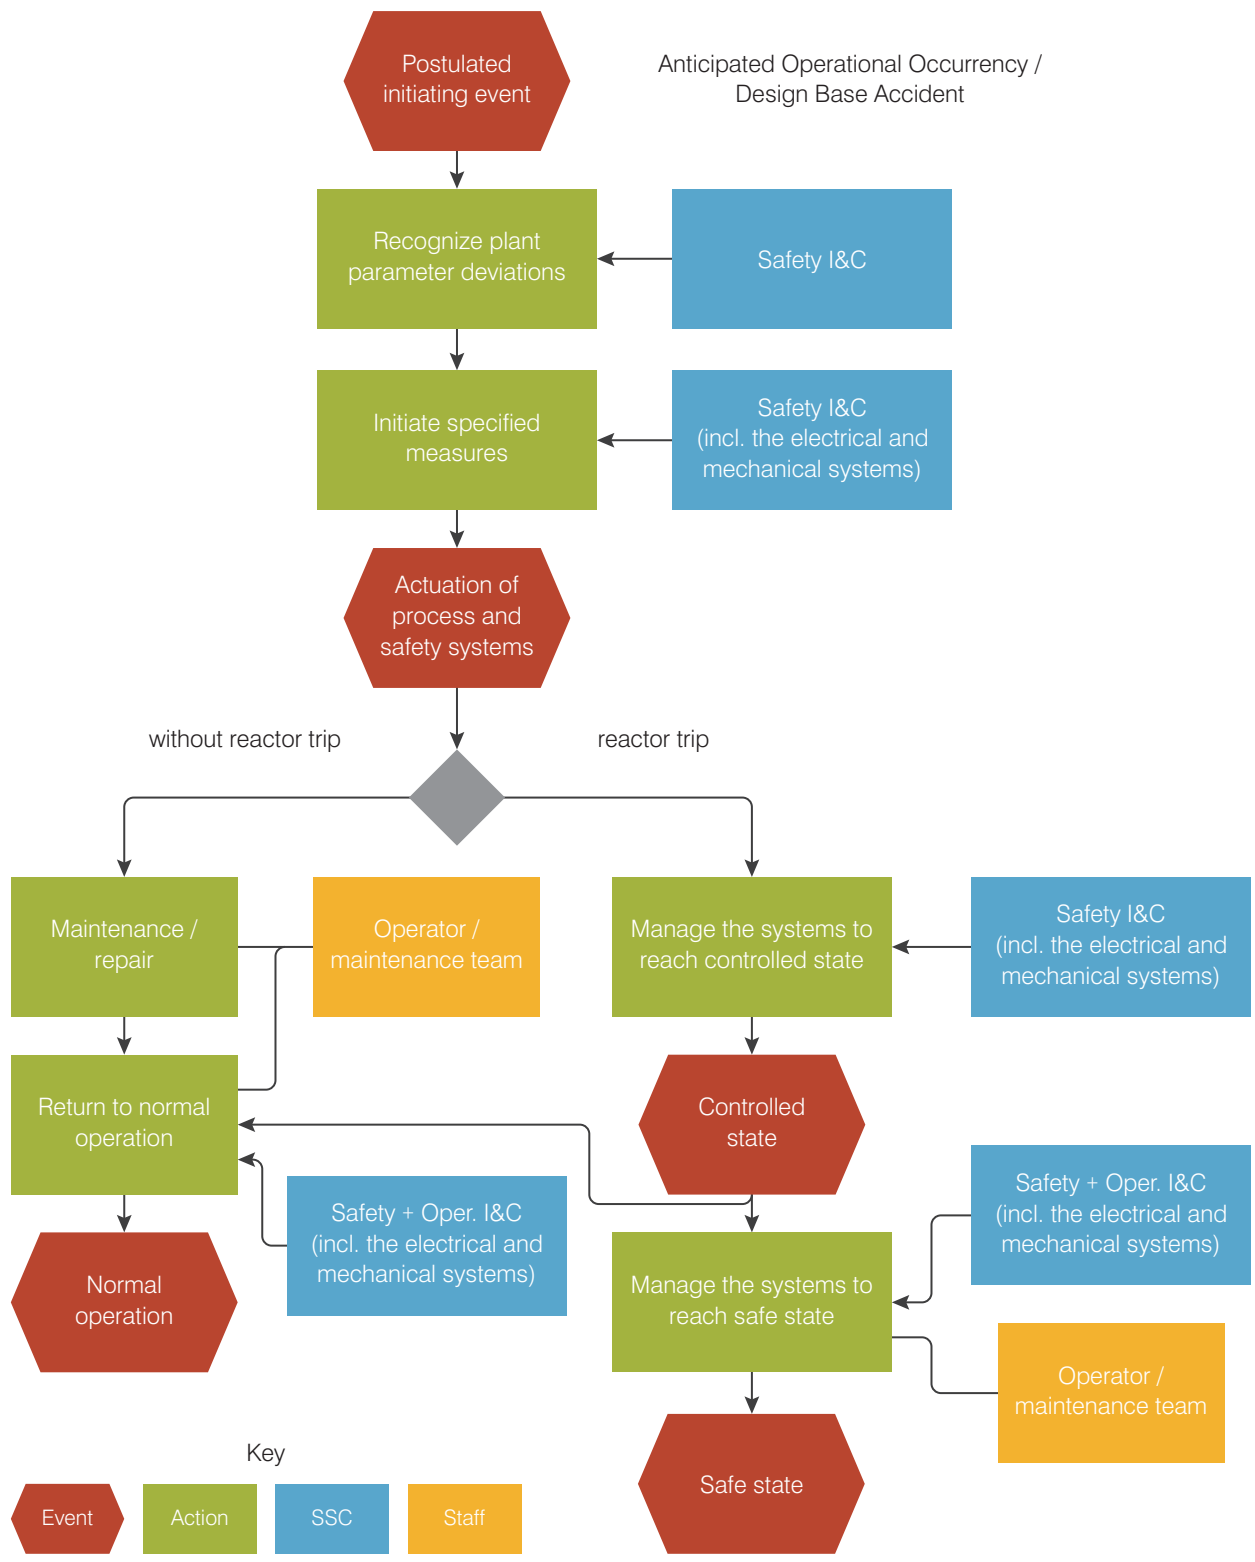 Postulated
initiating event
Anticipated Operational Occurrency /
Design Base Accident
Recognize plant
parameter deviations
Safety I&C
Initiate specified
measures
Safety I&C
(incl. the electrical and
mechanical systems)
Actuation of
process and
safety systems
without reactor trip
reactor trip
Maintenance /
repair
Operator /
maintenance team
Manage the systems to
reach controlled state
Safety I&C
(incl. the electrical and
mechanical systems)
Return to normal
operation
Controlled
state
Safety + Oper. I&C
(incl. the electrical and
mechanical systems)
Safety + Oper. I&C
(incl. the electrical and
mechanical systems)
Normal
operation
Manage the systems to
reach safe state
Operator /
maintenance team
Safe state
Key
Event
Action
SSC
Staff